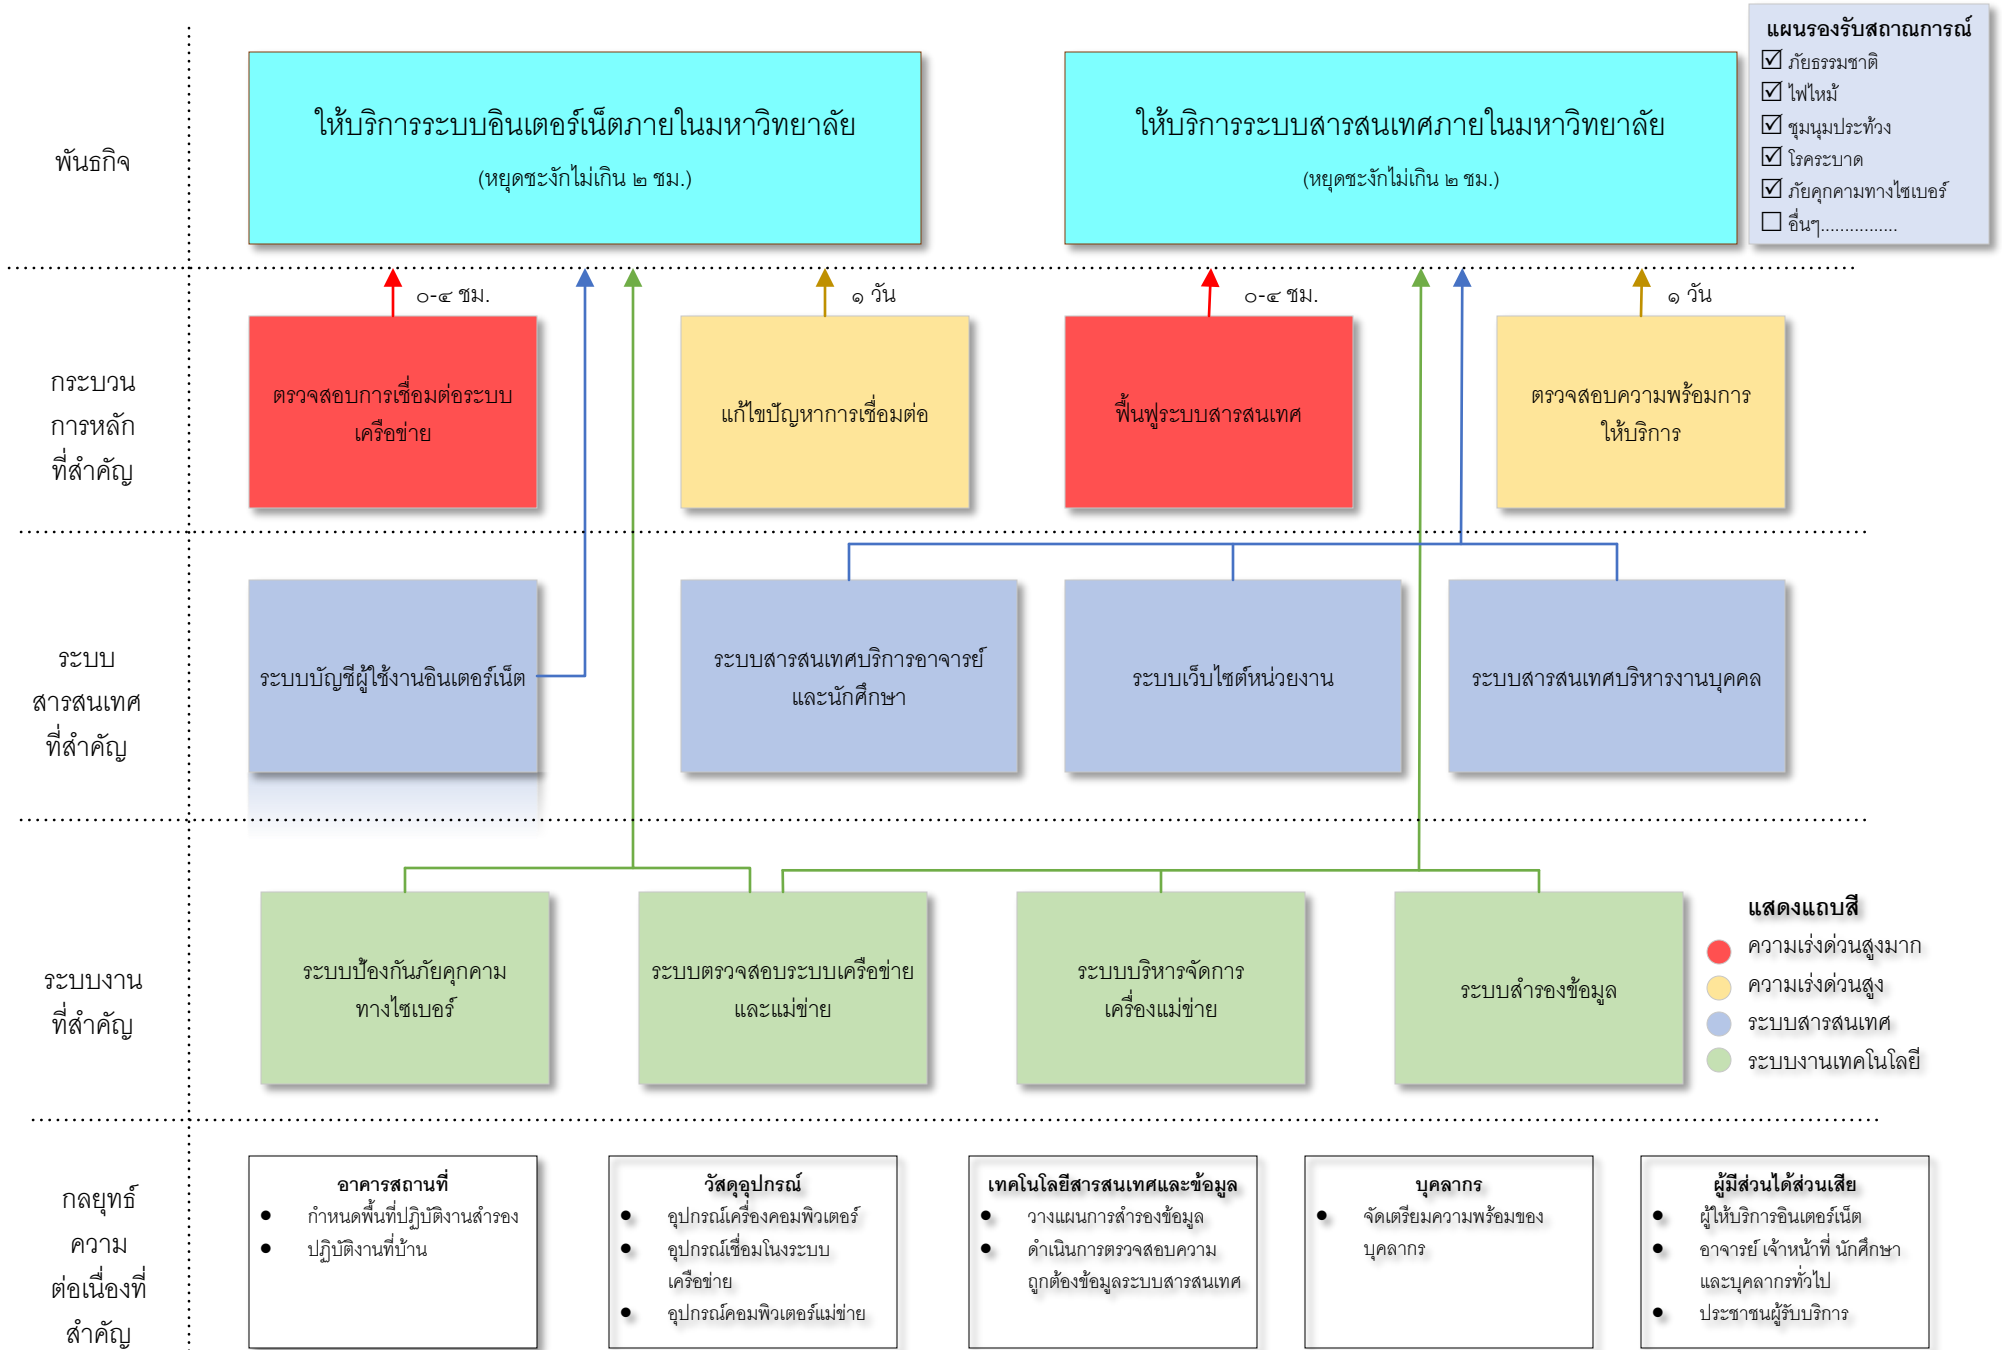 แผนรองรับสถาณการณ์
☑ ภัยธรรมชาติ
☑ ไฟไหม้
☑ ชุมนุมประท้วง
☑ โรคระบาด
☑ ภัยคุกคามทางไซเบอร์
☐ อื่นๆ................
พันธกิจ
ให้บริการระบบอินเตอร์เน็ตภายในมหาวิทยาลัย
(หยุดชะงักไม่เกิน ๒ ชม.)
ให้บริการระบบสารสนเทศภายในมหาวิทยาลัย
(หยุดชะงักไม่เกิน ๒ ชม.)
กระบวน
การหลัก
ที่สำคัญ
๐-๔ ชม.
๑ วัน
๐-๔ ชม.
๑ วัน
ตรวจสอบการเชื่อมต่อระบบ
เครือข่าย
แก้ไขปัญหาการเชื่อมต่อ
ฟื้นฟูระบบสารสนเทศ
ตรวจสอบความพร้อมการ
ให้บริการ
ระบบ
สารสนเทศ
ที่สำคัญ
ระบบบัญชีผู้ใช้งานอินเตอร์เน็ต
ระบบสารสนเทศบริการอาจารย์
และนักศึกษา
ระบบเว็บไซต์หน่วยงาน
ระบบสารสนเทศบริหารงานบุคคล
ระบบงาน
ที่สำคัญ
ระบบป้องกันภัยคุกคาม
ทางไซเบอร์
ระบบตรวจสอบระบบเครือข่าย
และแม่ข่าย
ระบบบริหารจัดการ
เครื่องแม่ข่าย
ระบบสำรองข้อมูล
แสดงแถบสี
ความเร่งด่วนสูงมาก
ความเร่งด่วนสูง
ระบบสารสนเทศ
ระบบงานเทคโนโลยี
กลยุทธ์
ความ
ต่อเนื่องที่
สำคัญ
อาคารสถานที่
● กำหนดพื้นที่ปฏิบัติงานสำรอง
● ปฏิบัติงานที่บ้าน
วัสดุอุปกรณ์
● อุปกรณ์เครื่องคอมพิวเตอร์
● อุปกรณ์เชื่อมโนงระบบ
เครือข่าย
● อุปกรณ์คอมพิวเตอร์แม่ข่าย
เทคโนโลยีสารสนเทศและข้อมูล
● วางแผนการสำรองข้อมูล
● ดำเนินการตรวจสอบความ
ถูกต้องข้อมูลระบบสารสนเทศ
บุคลากร
● จัดเตรียมความพร้อมของ
บุคลากร
ผู้มีส่วนได้ส่วนเสีย
● ผู้ให้บริการอินเตอร์เน็ต
● อาจารย์ เจ้าหน้าที่ นักศึกษา
และบุคลากรทั่วไป
● ประชาชนผู้รับบริการ